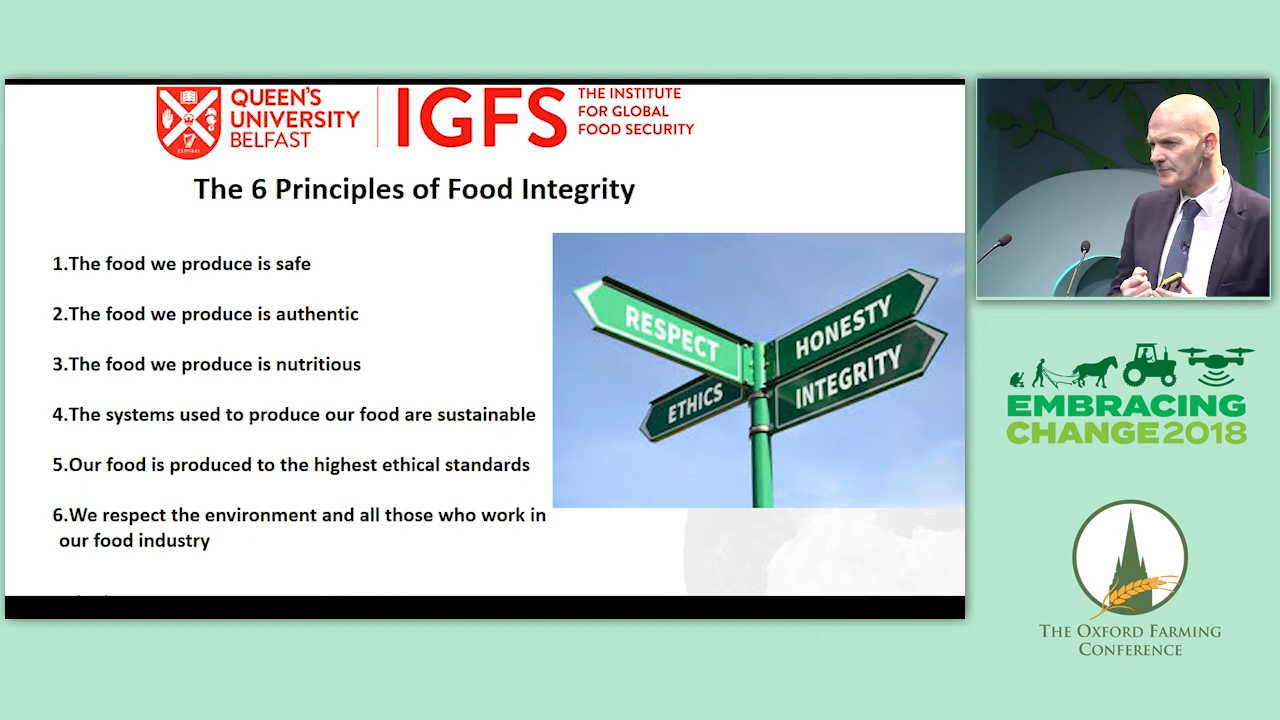 QUEEN'S
UNIVERSITY
BELFAST
IGFS
THE INSTITUTE
FOR GLOBAL
FOOD SECURITY
The 6 Principles of Food Integrity
1.The food we produce is safe
2.The food we produce is authentic
3.The food we produce is nutritious
4.The systems used to produce our food are sustainable
5.Our food is produced to the highest ethical standards
6.We respect the environment and all those who work in
our food industry
RESPECT
HONESTY
ETHICS
INTEGRITY
EMBRACING
CHANGE2018
THE OXFORD FARMING
CONFERENCE